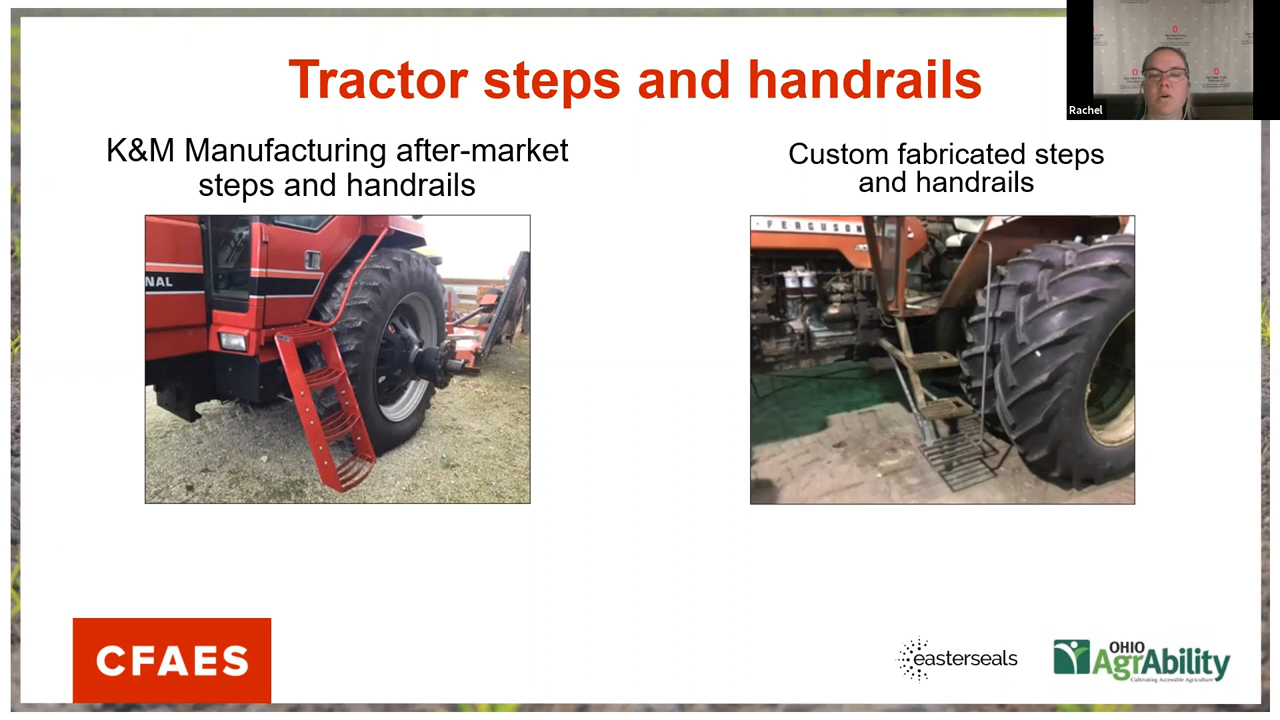 Tractor steps and handrails
Rachel
K&M Manufacturing after-market
steps and handrails
Custom fabricated steps
and handrails
NAL
FERGUSON
CFAES
easterseals
OHIO
AgrAbility
Cultivating Accessible Agriculture